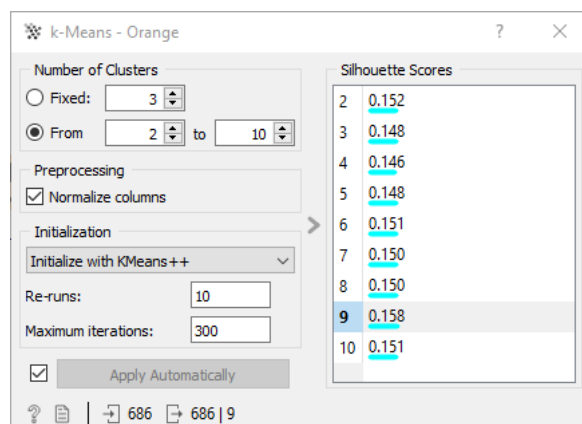 k-Means - Orange
Number of Clusters
Fixed: 3
From 2 to 10
Preprocessing
Normalize columns
Initialization
Initialize with KMeans++
Re-runs: 10
Maximum iterations: 300
Apply Automatically
686 686 | 9
Silhouette Scores
2 0.152
3 0.148
4 0.146
5 0.148
6 0.151
7 0.150
8 0.150
9 0.158
10 0.151